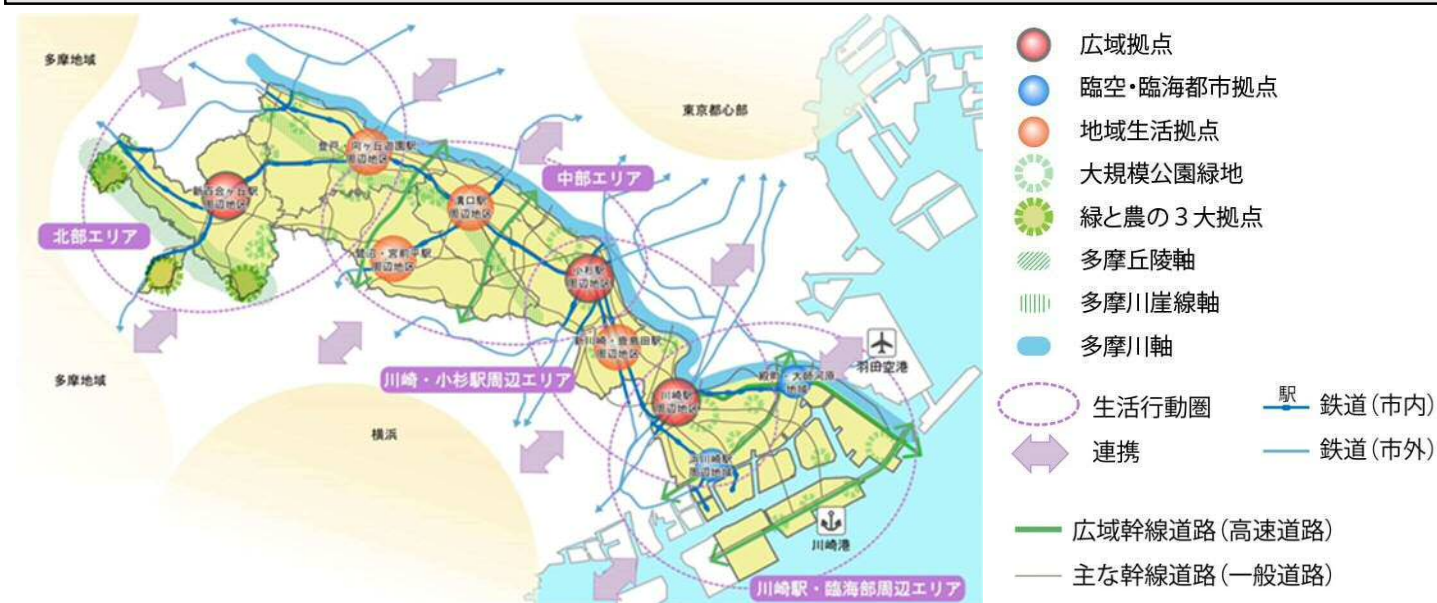 多摩地域
東京都心部
登戸・向ヶ丘遊園駅
周辺地区
中部エリア
新百合ヶ丘駅
周辺地区
溝口駅
周辺地区
北部エリア
鷺沼・宮前平駅
周辺地区
小杉駅
周辺地区
新川崎・鹿島田駅
周辺地区
羽田空港
多摩地域
川崎・小杉駅周辺エリア
殿町・大師河原
地域
川崎駅
周辺地区
横浜
浜川崎駅
周辺地域
川崎港
川崎駅・臨海部周辺エリア
広域拠点
臨空・臨海都市拠点
地域生活拠点
大規模公園緑地
緑と農の3大拠点
多摩丘陵軸
多摩川崖線軸
多摩川軸
生活行動圏
駅
鉄道(市内)
連携
鉄道(市外)
広域幹線道路(高速道路)
主な幹線道路(一般道路)